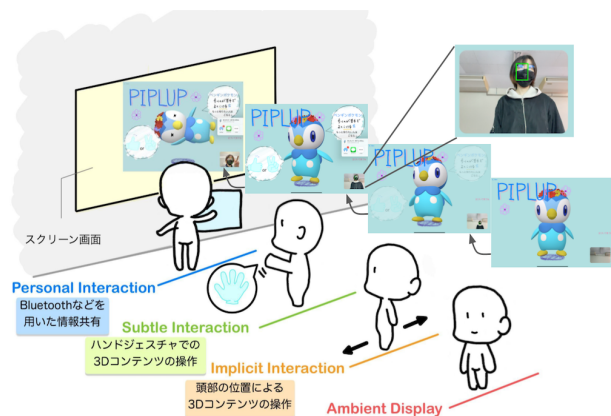 PIPLUP
PIPLUP
PIPLUP
PIPLUP
スクリーン画面
Personal Interaction
Bluetoothなどを
用いた情報共有
Subtle Interaction
ハンドジェスチャでの
3Dコンテンツの操作
Implicit Interaction
頭部の位置による
3Dコンテンツの操作
Ambient Display